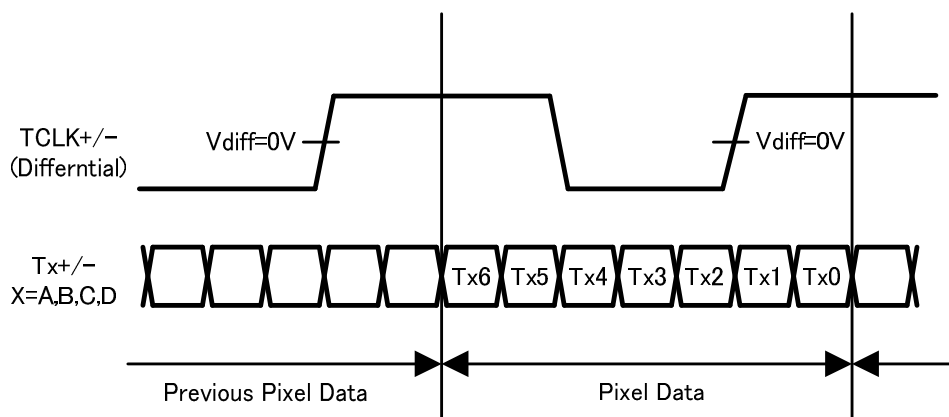 TCLK+/-
(Differntial)
Vdiff=0V
Vdiff=0V
Tx+/-
X=A,B,C,D
Tx6 Tx5 Tx4 Tx3 Tx2 Tx1 Tx0
Previous Pixel Data
Pixel Data